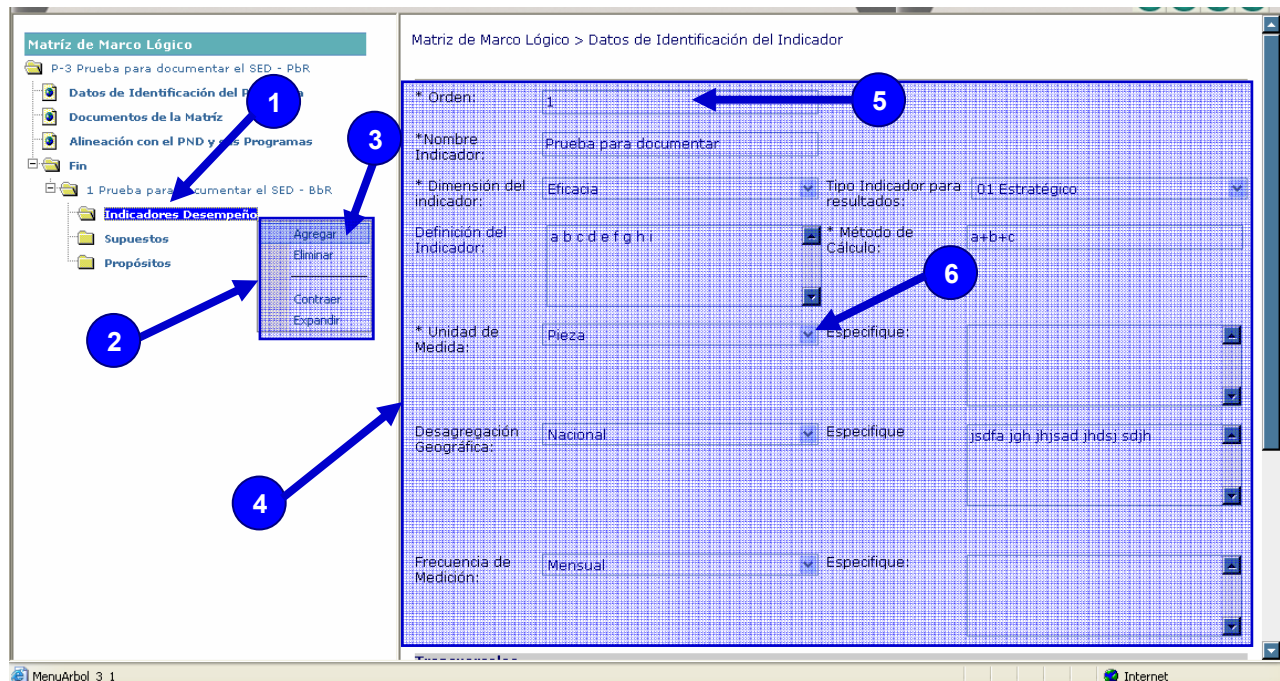 Matríz de Marco Lógico
P-3 Prueba para documentar el SED - PbR
Datos de Identificación del
Documentos de la Matríz
Alineación con el PND y sus Programas
Fin
1 Prueba para documentar el SED - BbR
Indicadores Desempeño
Supuestos
Propósitos
Agregar
Eliminar
Contraer
Expandir
1
2
3
4
5
6
Matriz de Marco Lógico > Datos de Identificación del Indicador
* Orden: 1
*Nombre
Indicador: Prueba para documentar
* Dimensión del
indicador: Eficacia
Tipo Indicador para
resultados: 01 Estratégico
Definición del
Indicador: a b c d e f g h i
* Método de
Cálculo: a+b+c
* Unidad de
Medida: Pieza
Especifique:
Desagregación
Geográfica: Nacional
Especifique jsdfa jgh jhjsad jhdsj sdjh
Frecuencia de
Medición: Mensual
Especifique:
MenuArbol_3_1
Internet